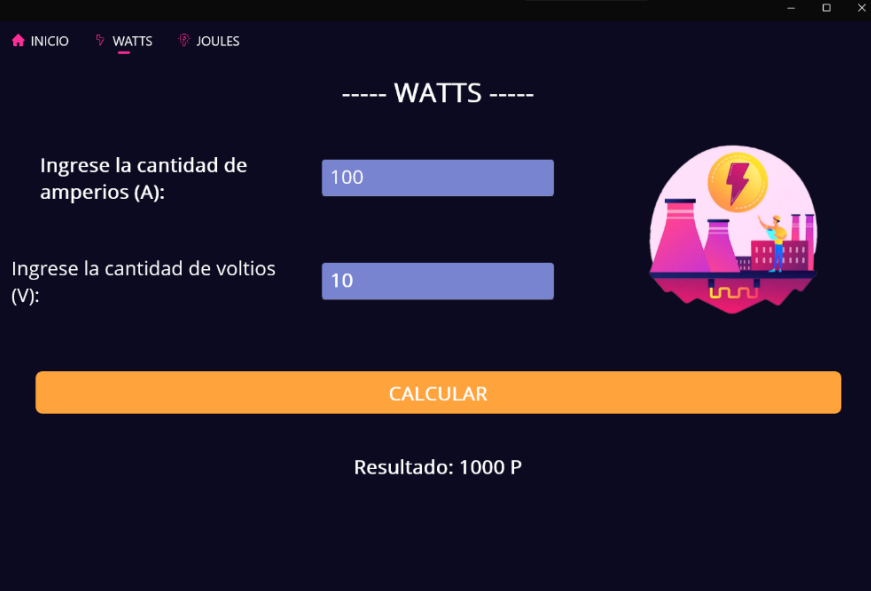 INICIO WATTS JOULES
----- WATTS -----
Ingrese la cantidad de
amperios (A):
100
Ingrese la cantidad de voltios
(V):
10
CALCULAR
Resultado: 1000 P